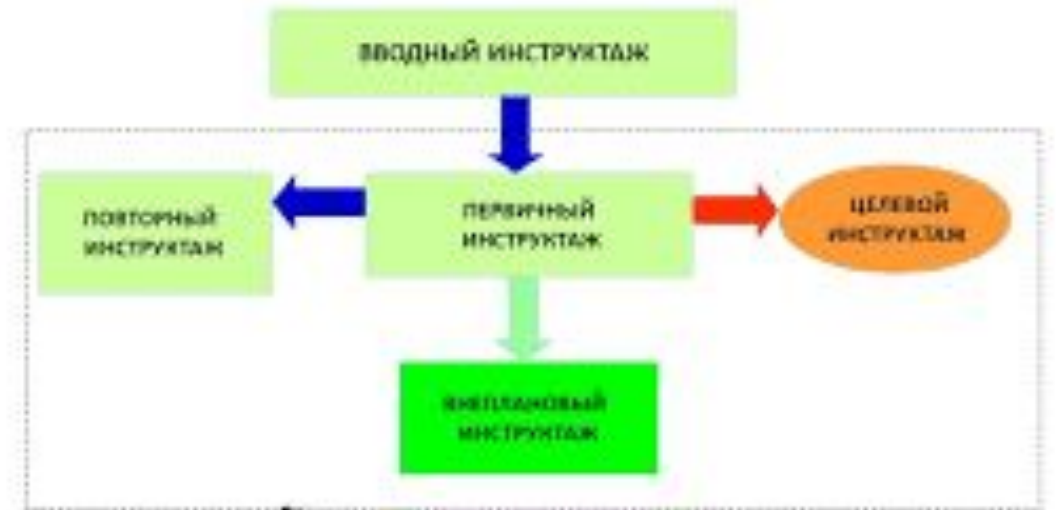 ВВОДНЫЙ ИНСТРУКТАЖ
ПОВТОРНЫЙ
ИНСТРУКТАЖ
ПЕРВИЧНЫЙ
ИНСТРУКТАЖ
ЦЕЛЕВОЙ
ИНСТРУКТАЖ
ВНЕПЛАНОВЫЙ
ИНСТРУКТАЖ